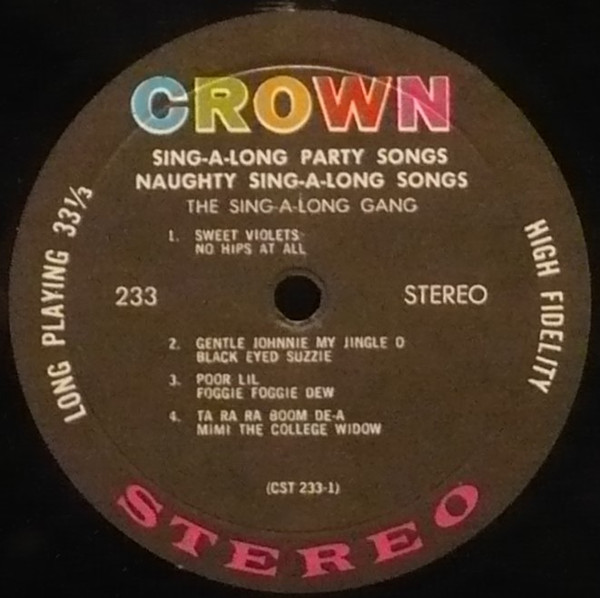 CROWN
SING-A-LONG PARTY SONGS
NAUGHTY SING-A-LONG SONGS
THE SING-A-LONG GANG
1. SWEET VIOLETS
NO HIPS AT ALL
LONG PLAYING 33 1/3
233
STEREO
HIGH FIDELITY
2. GENTLE JOHNNIE MY JINGLE O
BLACK EYED SUZZIE
3. POOR LIL
FOGGIE FOGGIE DEW
4. TA RA RA BOOM DE-A
MIMI THE COLLEGE WIDOW
(CST 233-1)
STEREO